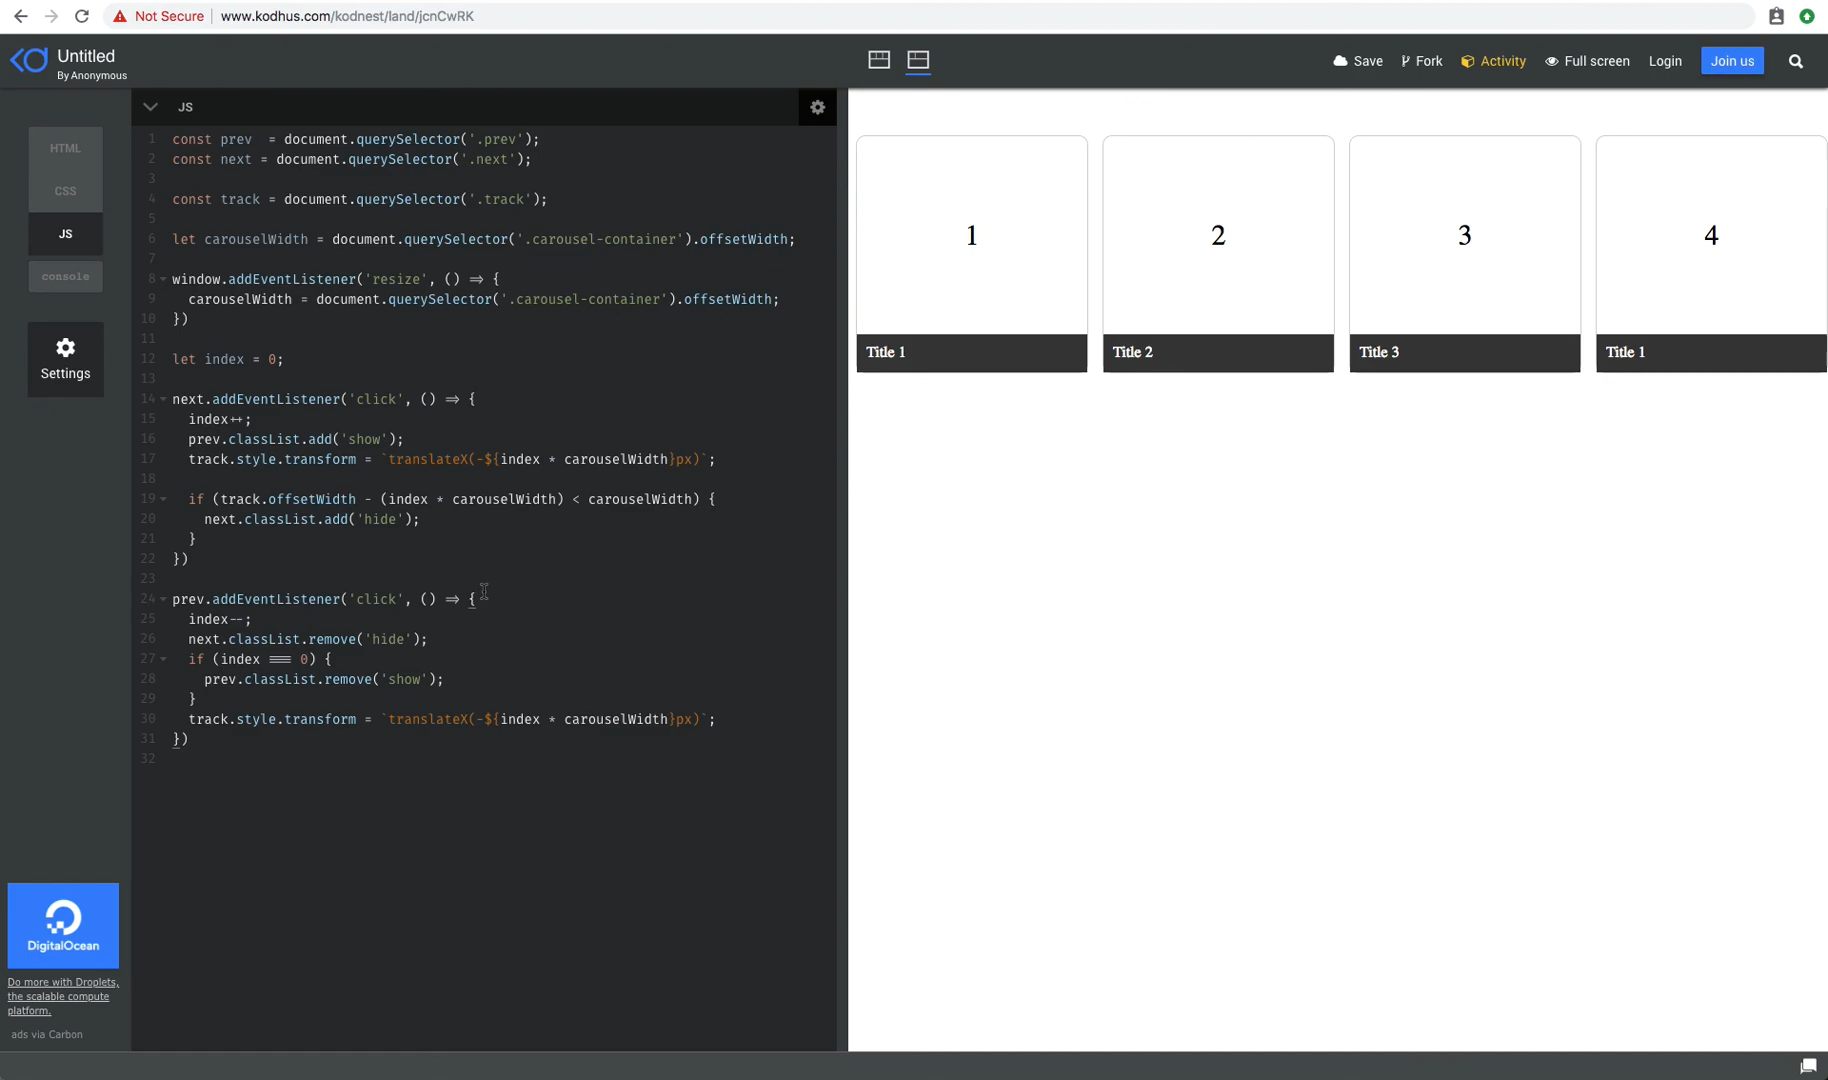 Not Secure | www.kodhus.com/kodnest/land/jcnCwRK
Untitled
By Anonymous
Save
Fork
Activity
Full screen
Login
Join us
HTML
CSS
JS
console
Settings
JS
1 const prev  = document.querySelector('.prev');
2 const next = document.querySelector('.next');
3
4 const track = document.querySelector('.track');
5
6 let carouselWidth = document.querySelector('.carousel-container').offsetWidth;
7
8 window.addEventListener('resize', () => {
9   carouselWidth = document.querySelector('.carousel-container').offsetWidth;
10 })
11
12 let index = 0;
13
14 next.addEventListener('click', () => {
15   index++;
16   prev.classList.add('show');
17   track.style.transform = `translateX(-${index * carouselWidth}px)`;
18
19   if (track.offsetWidth - (index * carouselWidth) < carouselWidth) {
20     next.classList.add('hide');
21   }
22 })
23
24 prev.addEventListener('click', () => {
25   index--;
26   next.classList.remove('hide');
27   if (index === 0) {
28     prev.classList.remove('show');
29   }
30   track.style.transform = `translateX(-${index * carouselWidth}px)`;
31 })
32
1
Title 1
2
Title 2
3
Title 3
4
Title 1
DigitalOcean
Do more with Droplets,
the scalable compute
platform.
ads via Carbon